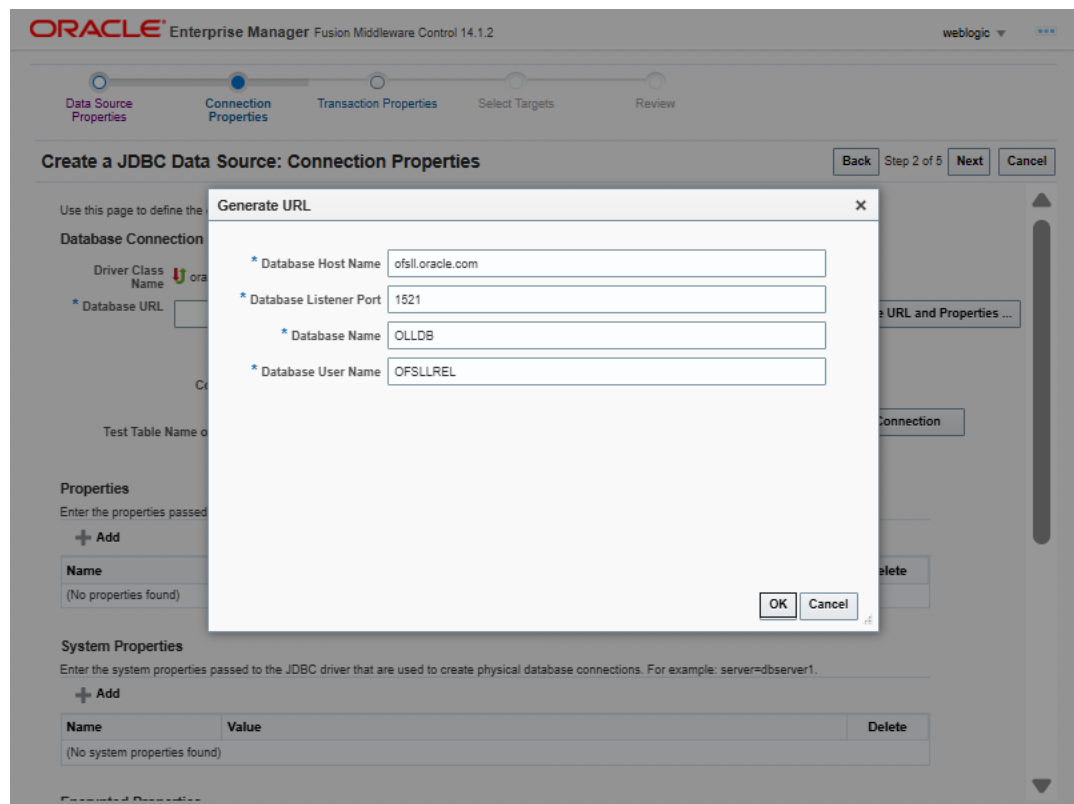 ORACLE® Enterprise Manager Fusion Middleware Control 14.1.2
weblogic
Data Source Properties
Connection Properties
Transaction Properties
Select Targets
Review
Create a JDBC Data Source: Connection Properties
Back Step 2 of 5 Next Cancel
Use this page to define the
Database Connection
Driver Class Name ora
* Database URL
e URL and Properties ...
Generate URL
* Database Host Name ofsll.oracle.com
* Database Listener Port 1521
* Database Name OLLDB
* Database User Name OFSLLREL
OK Cancel
Test Table Name o
Connection
Properties
Enter the properties passed
Add
Name
elete
(No properties found)
System Properties
Enter the system properties passed to the JDBC driver that are used to create physical database connections. For example: server=dbserver1.
Add
Name Value Delete
(No system properties found)